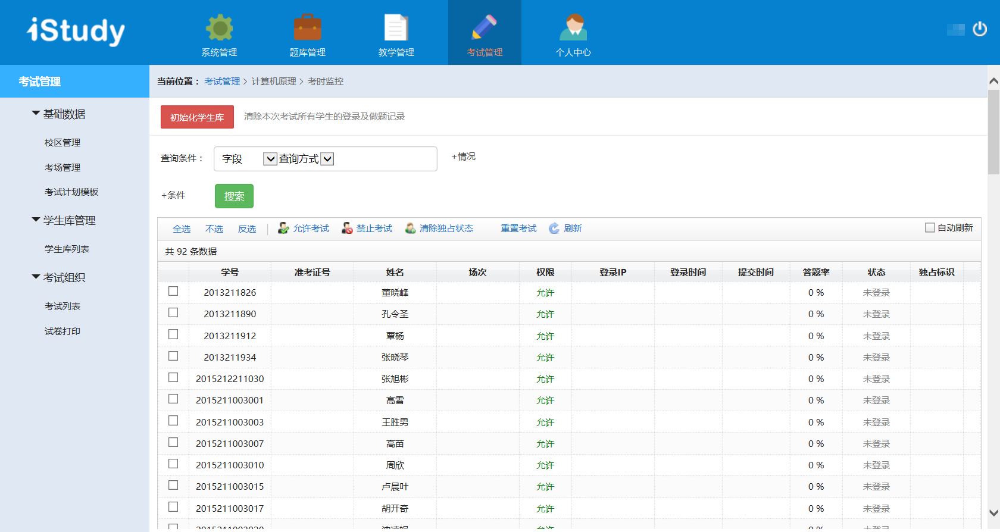 iStudy
系统管理
题库管理
教学管理
考试管理
个人中心
考试管理
当前位置： 考试管理 > 计算机原理 > 考时监控
基础数据
校区管理
考场管理
考试计划模板
学生库管理
学生库列表
考试组织
考试列表
试卷打印
初始化学生库 清除本次考试所有学生的登录及做题记录
查询条件： 字段 查询方式 +情况
+条件 搜索
全选 不选 反选 | 允许考试 禁止考试 清除独占状态 重置考试 刷新 自动刷新
共 92 条数据
学号 准考证号 姓名 场次 权限 登录IP 登录时间 提交时间 答题率 状态 独占标识
2013211826 董晓峰 允许 0 % 未登录
2013211890 孔令圣 允许 0 % 未登录
2013211912 覃杨 允许 0 % 未登录
2013211934 张晓琴 允许 0 % 未登录
2015212211030 张旭彬 允许 0 % 未登录
2015211003001 高雪 允许 0 % 未登录
2015211003003 王胜男 允许 0 % 未登录
2015211003007 高苗 允许 0 % 未登录
2015211003010 周欣 允许 0 % 未登录
2015211003015 卢晨叶 允许 0 % 未登录
2015211003017 胡开奇 允许 0 % 未登录